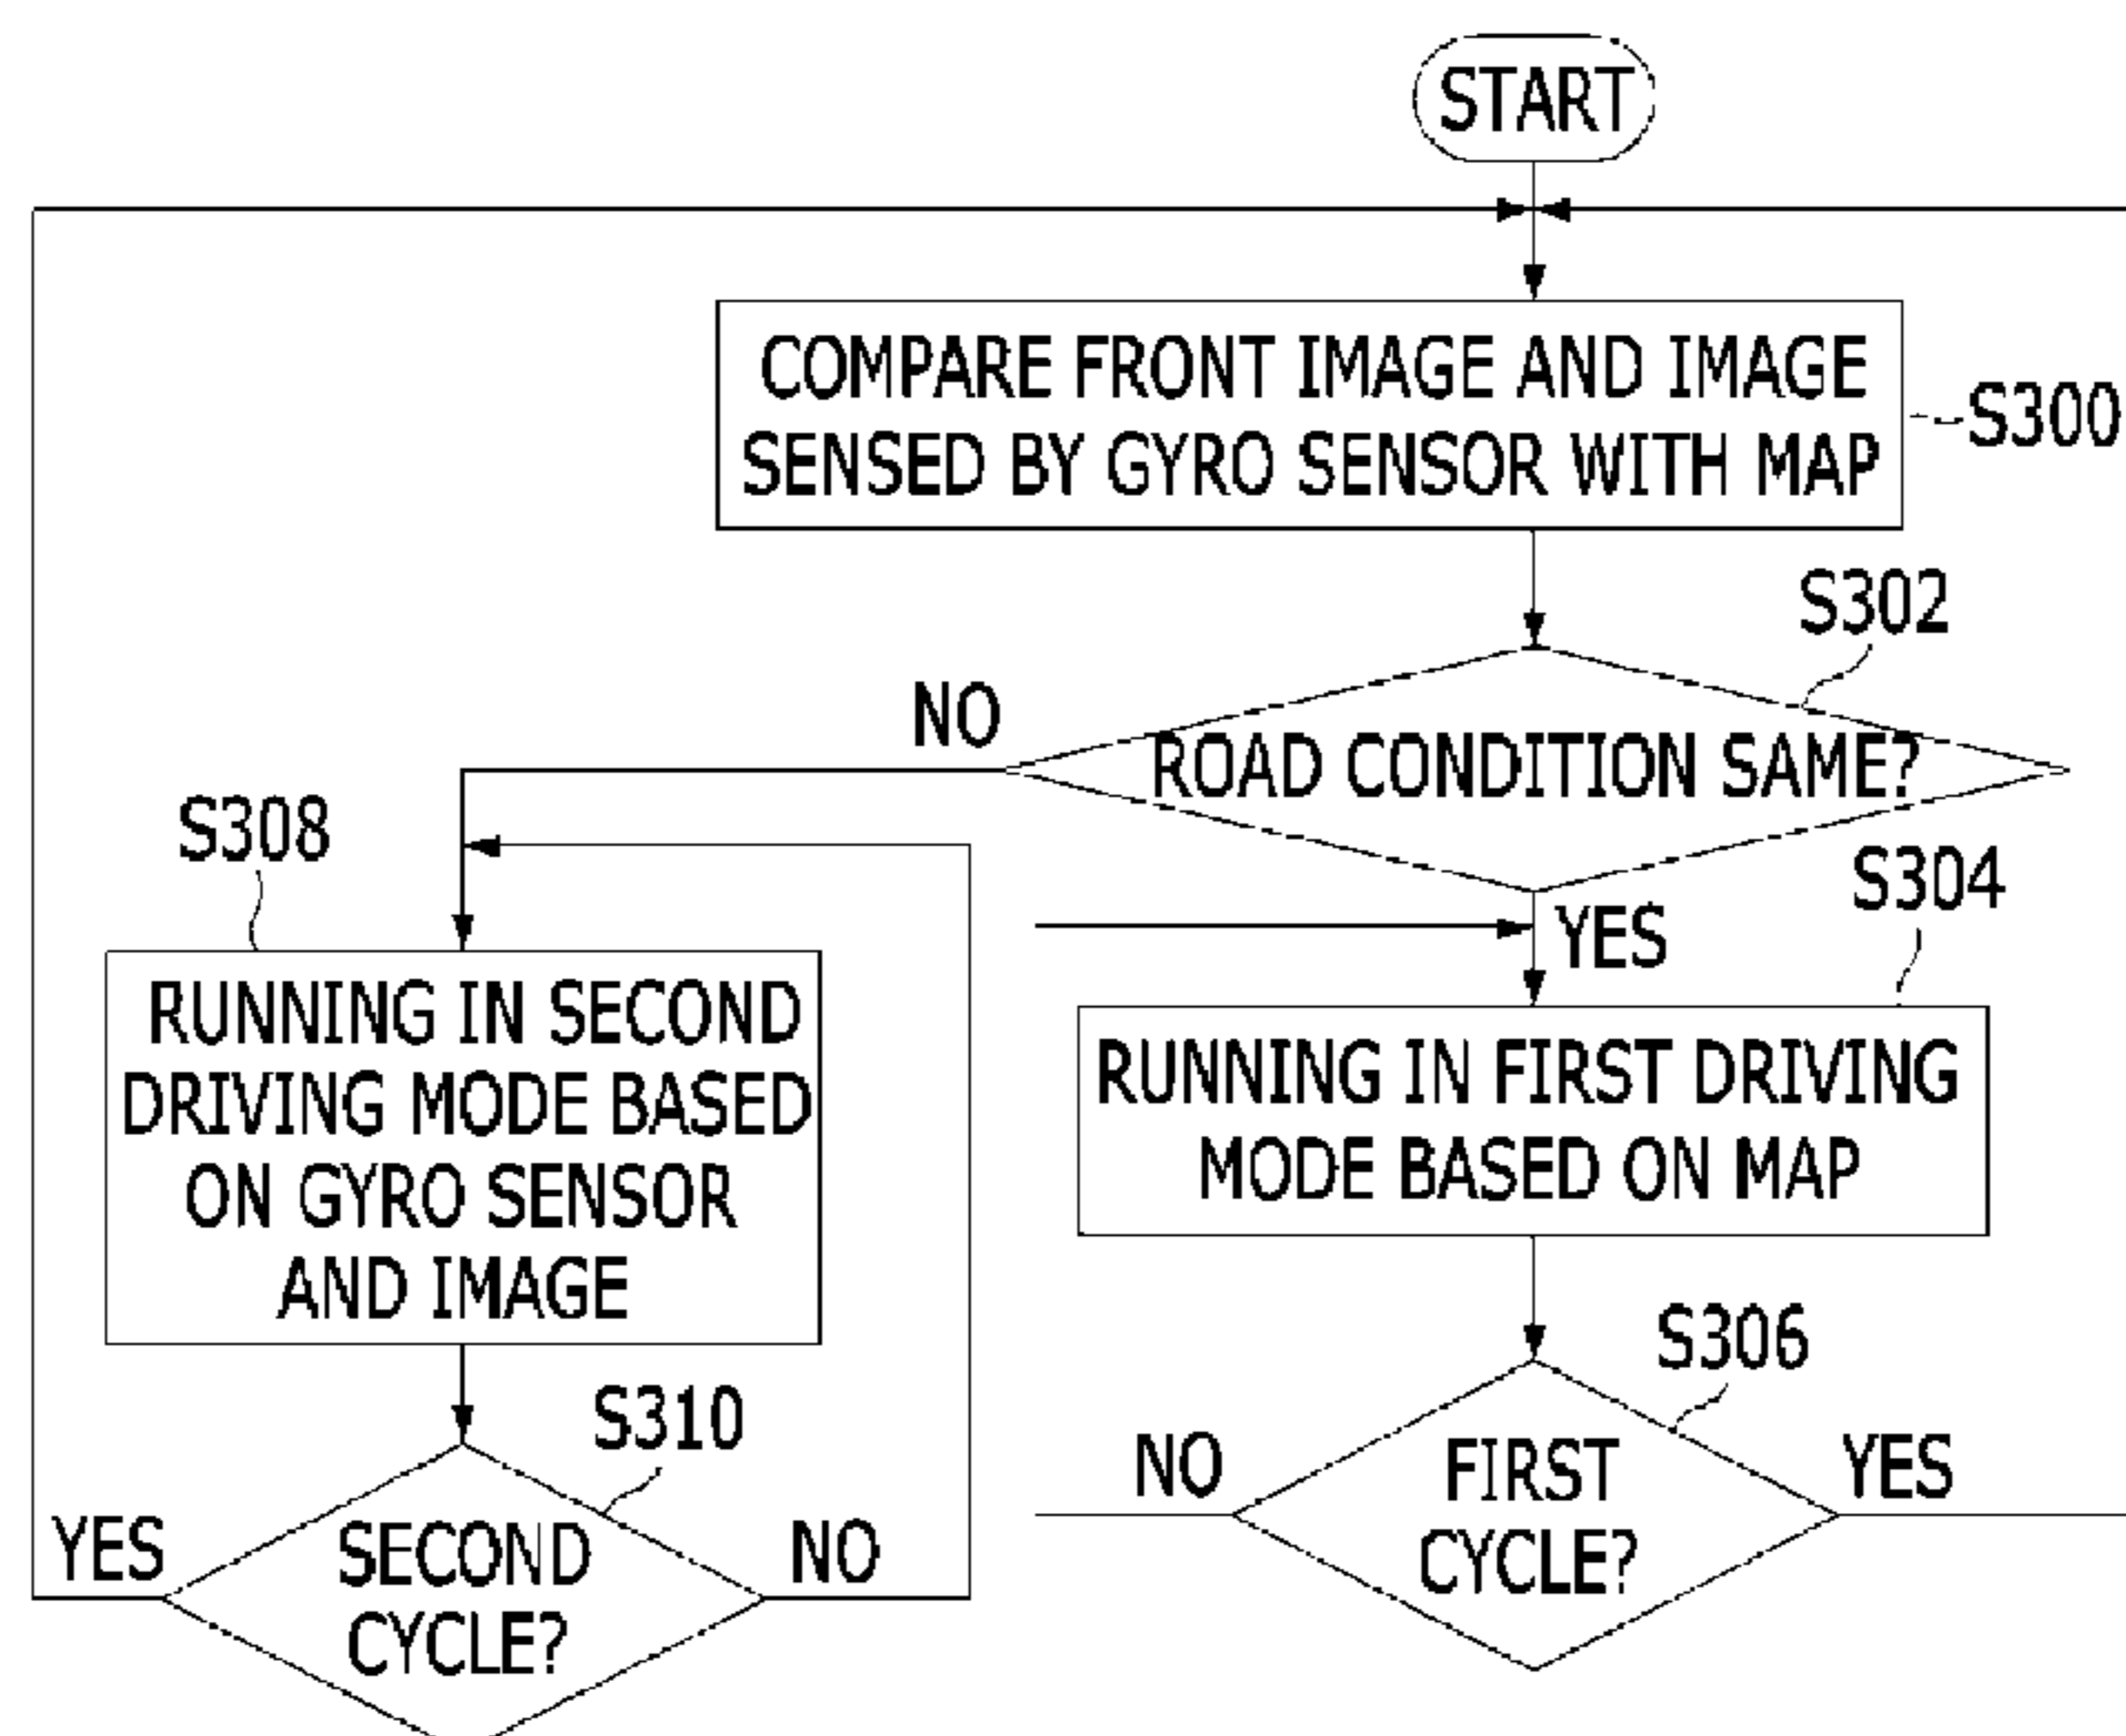 START
COMPARE FRONT IMAGE AND IMAGE
SENSED BY GYRO SENSOR WITH MAP
S300
S302
NO
ROAD CONDITION SAME?
S308
S304
YES
RUNNING IN SECOND
DRIVING MODE BASED
ON GYRO SENSOR
AND IMAGE
RUNNING IN FIRST DRIVING
MODE BASED ON MAP
S306
S310
NO
FIRST
CYCLE?
YES
YES
SECOND
CYCLE?
NO